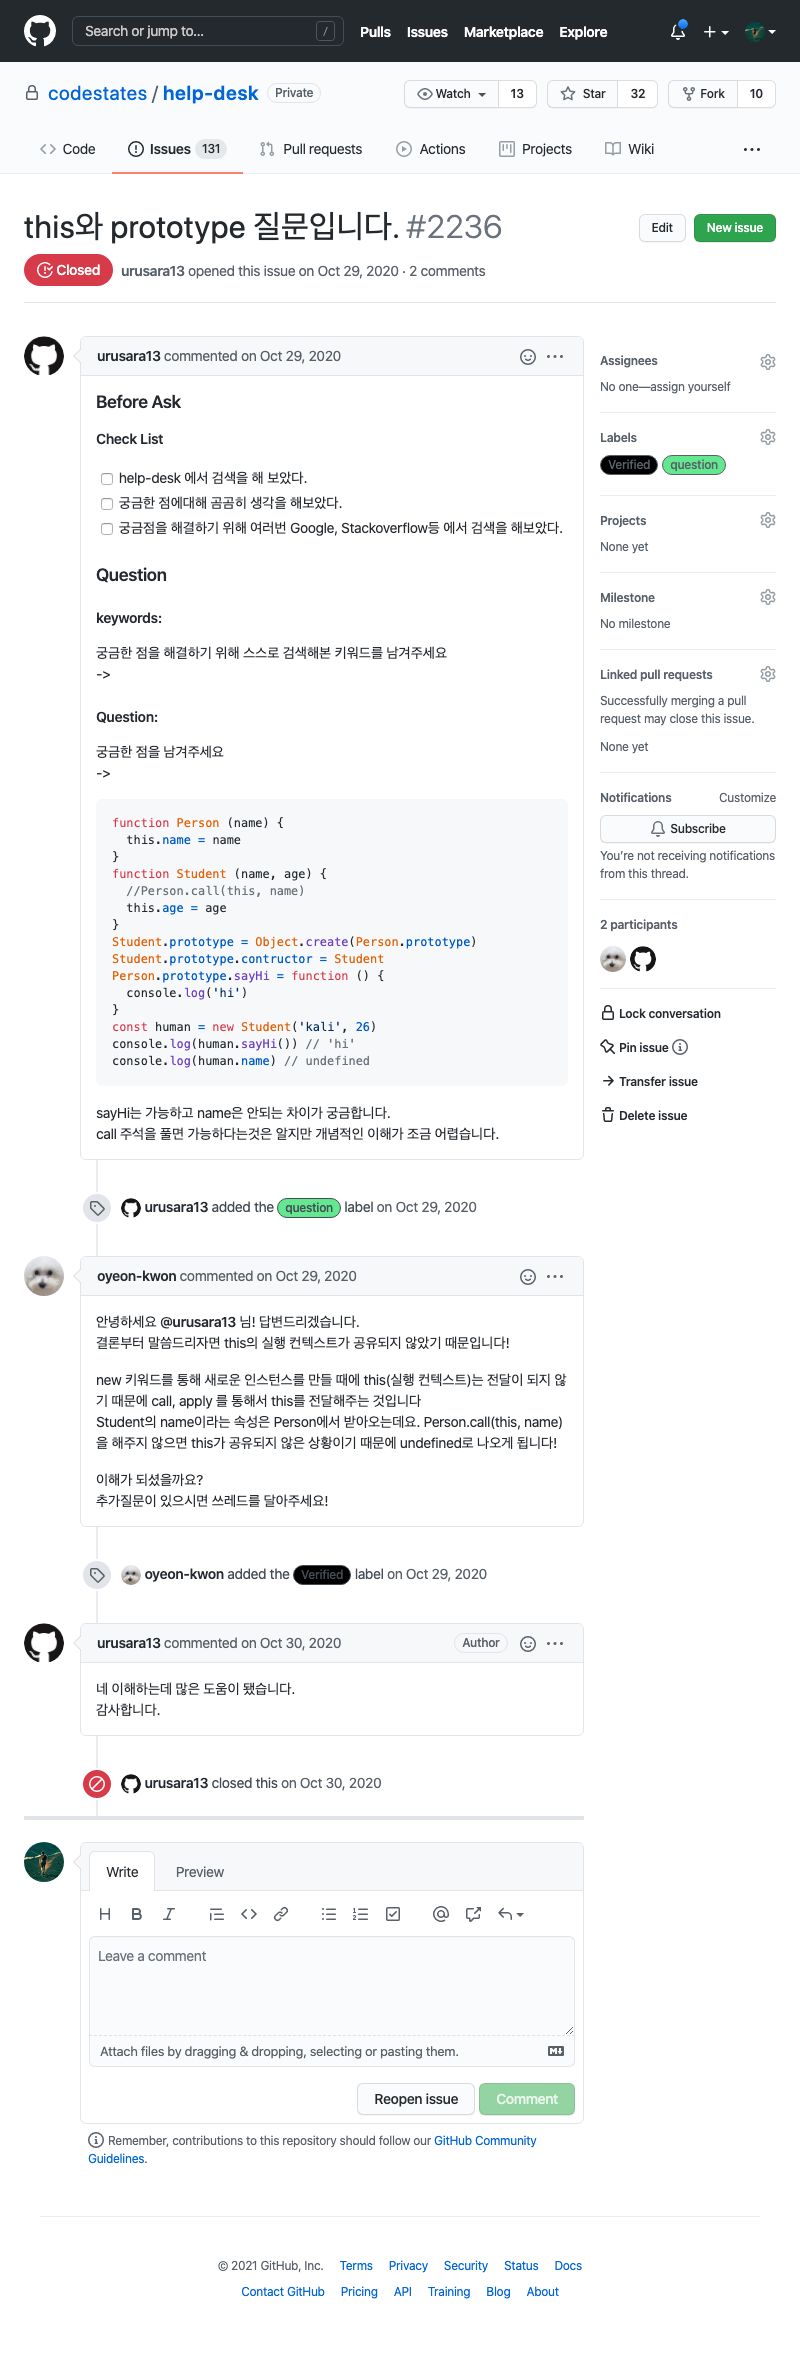 Search or jump to...
/
Pulls
Issues
Marketplace
Explore
codestates / help-desk
Private
Watch
13
Star
32
Fork
10
Code
Issues 131
Pull requests
Actions
Projects
Wiki
this와 prototype 질문입니다. #2236
Edit
New issue
Closed
urusara13 opened this issue on Oct 29, 2020 · 2 comments
urusara13 commented on Oct 29, 2020
Before Ask
Check List
help-desk 에서 검색을 해 보았다.
궁금한 점에대해 곰곰히 생각을 해보았다.
궁금점을 해결하기 위해 여러번 Google, Stackoverflow등 에서 검색을 해보았다.
Question
keywords:
궁금한 점을 해결하기 위해 스스로 검색해본 키워드를 남겨주세요
->
Question:
궁금한 점을 남겨주세요
->
function Person (name) {
this.name = name
}
function Student (name, age) {
//Person.call(this, name)
this.age = age
}
Student.prototype = Object.create(Person.prototype)
Student.prototype.contructor = Student
Person.prototype.sayHi = function () {
console.log('hi')
}
const human = new Student('kali', 26)
console.log(human.sayHi()) // 'hi'
console.log(human.name) // undefined
sayHi는 가능하고 name은 안되는 차이가 궁금합니다.
call 주석을 풀면 가능하다는것은 알지만 개념적인 이해가 조금 어렵습니다.
urusara13 added the question label on Oct 29, 2020
oyeon-kwon commented on Oct 29, 2020
안녕하세요 @urusara13 님! 답변드리겠습니다.
결론부터 말씀드리자면 this의 실행 컨텍스트가 공유되지 않았기 때문입니다!
new 키워드를 통해 새로운 인스턴스를 만들 때에 this(실행 컨텍스트)는 전달이 되지 않
기 때문에 call, apply 를 통해서 this를 전달해주는 것입니다
Student의 name이라는 속성은 Person에서 받아오는데요. Person.call(this, name)
을 해주지 않으면 this가 공유되지 않은 상황이기 때문에 undefined로 나오게 됩니다!
이해가 되셨을까요?
추가질문이 있으시면 쓰레드를 달아주세요!
oyeon-kwon added the Verified label on Oct 29, 2020
urusara13 commented on Oct 30, 2020
Author
네 이해하는데 많은 도움이 됐습니다.
감사합니다.
urusara13 closed this on Oct 30, 2020
Write
Preview
H B I
Leave a comment
Attach files by dragging & dropping, selecting or pasting them.
Reopen issue
Comment
Remember, contributions to this repository should follow our GitHub Community
Guidelines.
Assignees
No one—assign yourself
Labels
Verified question
Projects
None yet
Milestone
No milestone
Linked pull requests
Successfully merging a pull
request may close this issue.
None yet
Notifications
Customize
Subscribe
You're not receiving notifications
from this thread.
2 participants
Lock conversation
Pin issue
Transfer issue
Delete issue
© 2021 GitHub, Inc.
Terms
Privacy
Security
Status
Docs
Contact GitHub
Pricing
API
Training
Blog
About